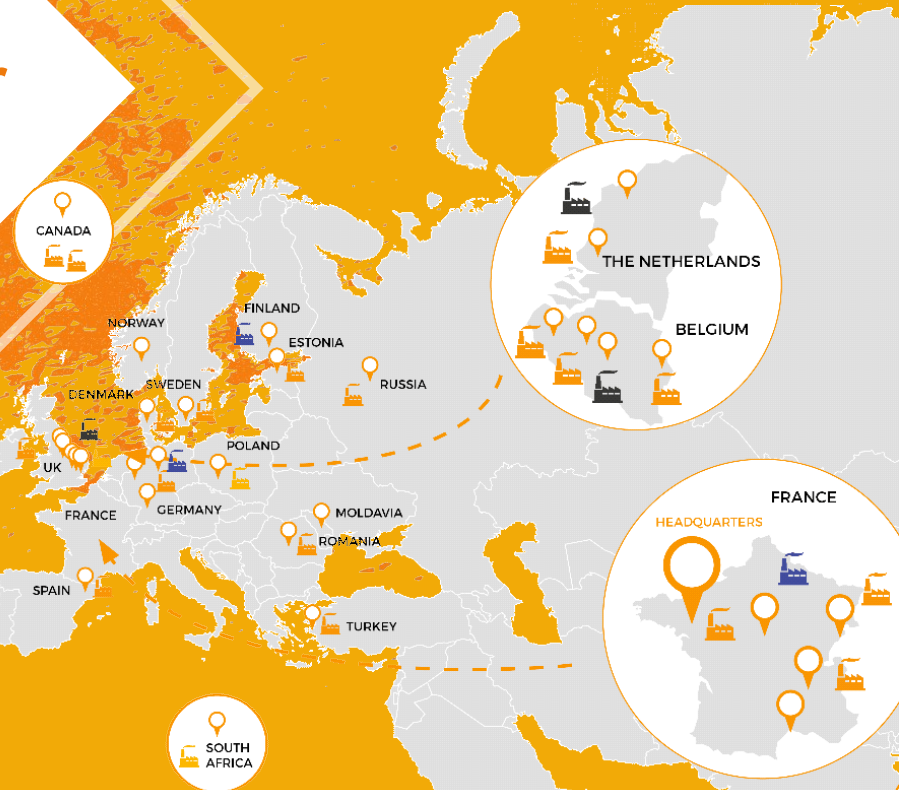 CANADA
THE NETHERLANDS
FINLAND
NORWAY
BELGIUM
ESTONIA
SWEDEN
RUSSIA
DENMARK
POLAND
UK
FRANCE
HEADQUARTERS
GERMANY
MOLDAVIA
FRANCE
ROMANIA
SPAIN
TURKEY
SOUTH
AFRICA